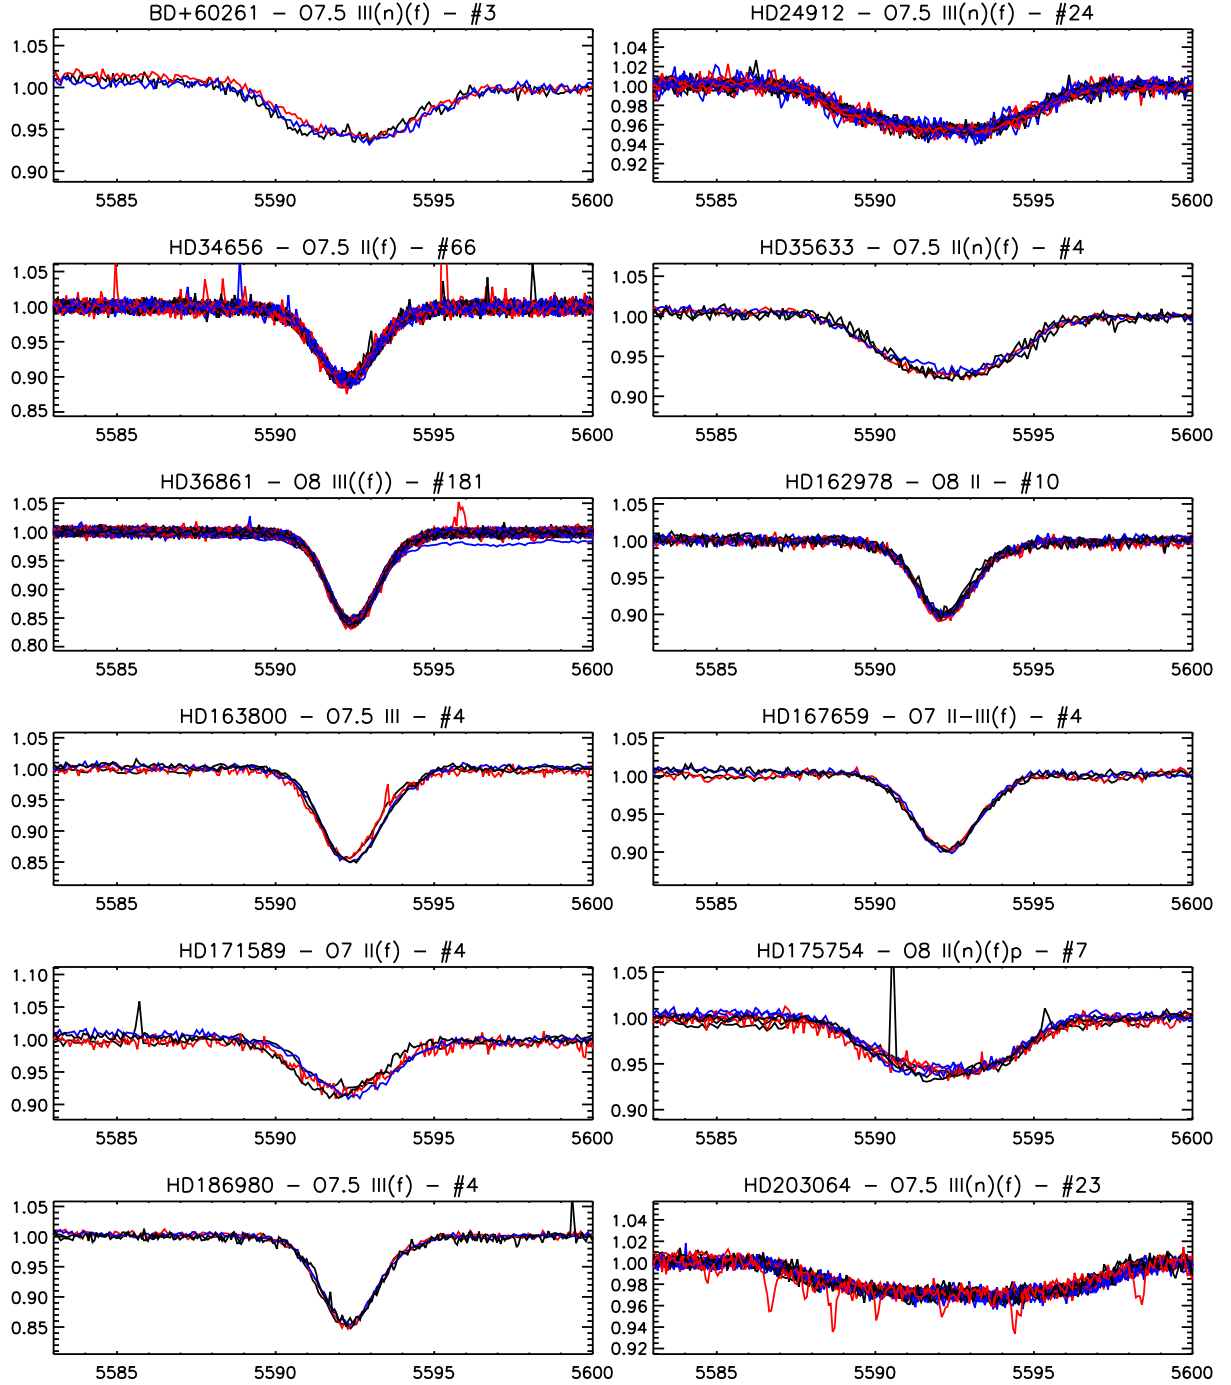 BD+60261 – O7.5 III(n)(f) – #3
1.05
1.00
0.95
0.90
5585 5590 5595 5600
HD24912 – O7.5 III(n)(f) – #24
1.04
1.02
1.00
0.98
0.96
0.94
0.92
5585 5590 5595 5600
HD34656 – O7.5 II(f) – #66
1.05
1.00
0.95
0.90
0.85
5585 5590 5595 5600
HD35633 – O7.5 II(n)(f) – #4
1.05
1.00
0.95
0.90
5585 5590 5595 5600
HD36861 – O8 III((f)) – #181
1.05
1.00
0.95
0.90
0.85
0.80
5585 5590 5595 5600
HD162978 – O8 II – #10
1.05
1.00
0.95
0.90
5585 5590 5595 5600
HD163800 – O7.5 III – #4
1.05
1.00
0.95
0.90
0.85
5585 5590 5595 5600
HD167659 – O7 II–III(f) – #4
1.05
1.00
0.90
5585 5590 5595 5600
HD171589 – O7 II(f) – #4
1.10
1.05
1.00
0.95
0.90
5585 5590 5595 5600
HD175754 – O8 II(n)(f)p – #7
1.05
1.00
0.95
0.90
5585 5590 5595 5600
HD186980 – O7.5 III(f) – #4
1.05
1.00
0.95
0.90
0.85
5585 5590 5595 5600
HD203064 – O7.5 III(n)(f) – #23
1.04
1.02
1.00
0.98
0.96
0.94
0.92
5585 5590 5595 5600